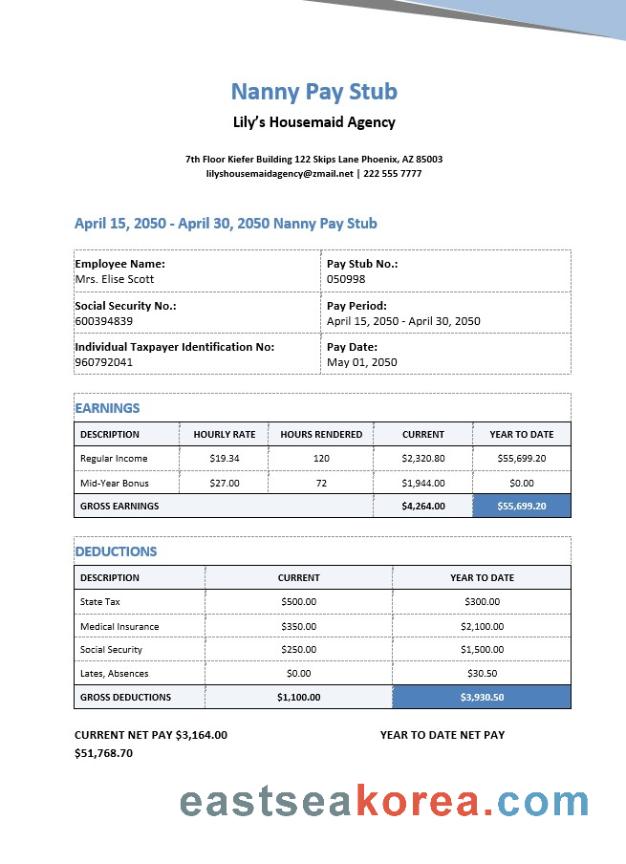 Nanny Pay Stub
Lily's Housemaid Agency
7th Floor Kiefer Building 122 Skips Lane Phoenix, AZ 85003
lilyshousemaidagency@zmail.net | 222 555 7777
April 15, 2050 - April 30, 2050 Nanny Pay Stub
Employee Name: Pay Stub No.:
Mrs. Elise Scott 050998
Social Security No.: Pay Period:
600394839 April 15, 2050 - April 30, 2050
Individual Taxpayer Identification No: Pay Date:
960792041 May 01, 2050
EARNINGS
DESCRIPTION HOURLY RATE HOURS RENDERED CURRENT YEAR TO DATE
Regular Income $19.34 120 $2,320.80 $55,699.20
Mid-Year Bonus $27.00 72 $1,944.00 $0.00
GROSS EARNINGS $4,264.00 $55,699.20
DEDUCTIONS
DESCRIPTION CURRENT YEAR TO DATE
State Tax $500.00 $300.00
Medical Insurance $350.00 $2,100.00
Social Security $250.00 $1,500.00
Lates, Absences $0.00 $30.50
GROSS DEDUCTIONS $1,100.00 $3,930.50
CURRENT NET PAY $3,164.00 YEAR TO DATE NET PAY
$51,768.70
eastseakorea.com